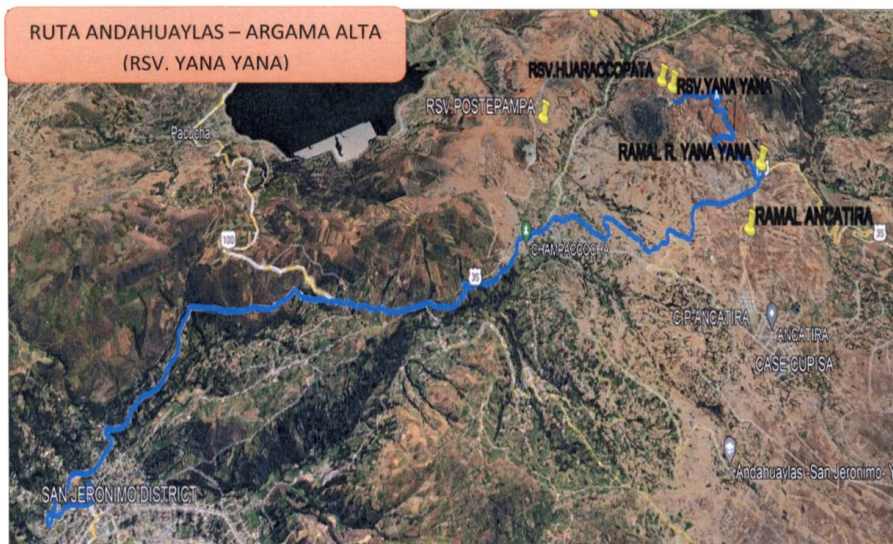 RUTA ANDAHUAYLAS – ARGAMA ALTA
(RSV. YANA YANA)
RSV.HUARACCOPATA
RSV.YANA YANA
RSV.POSTEPAMPA
Pacucha
RAMAL R. YANA YANA
RAMAL ANCATIRA
100
35
CHAMPACCOCHA
35
C.P ANCATIRA
ANCATIRA
CASE CUPISA
Andahuaylas -San Jeronimo-
SAN JERONIMO DISTRICT